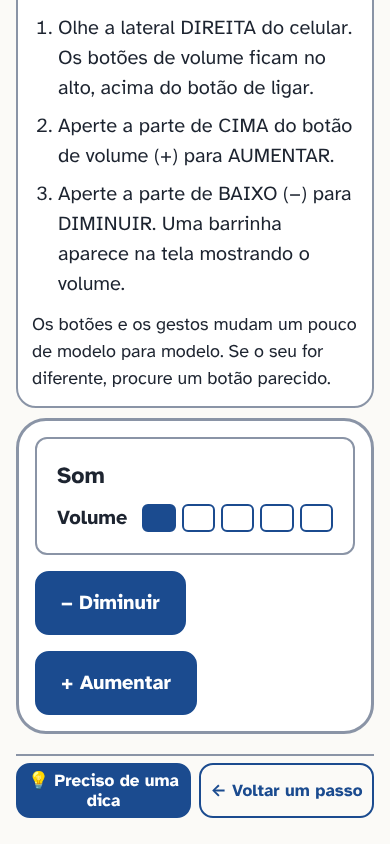 1. Olhe a lateral DIREITA do celular.
Os botões de volume ficam no
alto, acima do botão de ligar.
2. Aperte a parte de CIMA do botão
de volume (+) para AUMENTAR.
3. Aperte a parte de BAIXO (−) para
DIMINUIR. Uma barrinha
aparece na tela mostrando o
volume.
Os botões e os gestos mudam um pouco
de modelo para modelo. Se o seu for
diferente, procure um botão parecido.
Som
Volume
− Diminuir
+ Aumentar
💡 Preciso de uma
dica
← Voltar um passo